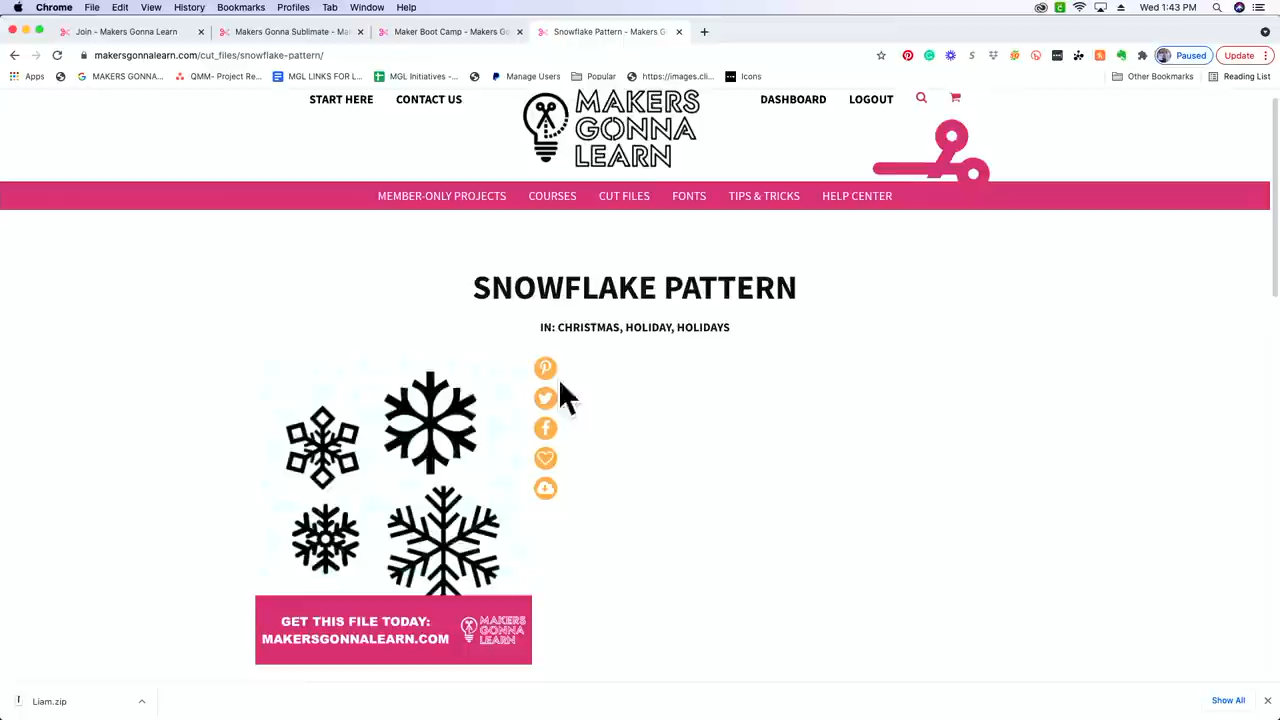 Chrome File Edit View History Bookmarks Profiles Tab Window Help Wed 1:43 PM
Join - Makers Gonna Learn Makers Gonna Sublimate - Ma Maker Boot Camp - Makers Go Snowflake Pattern - Makers G
makersgonnalearn.com/cut_files/snowflake-pattern/ Paused Update
Apps MAKERS GONNA... QMM- Project Re... MGL LINKS FOR L... MGL Initiatives -... Manage Users Popular https://images.cli... Icons Other Bookmarks Reading List
START HERE CONTACT US MAKERS GONNA LEARN DASHBOARD LOGOUT
MEMBER-ONLY PROJECTS COURSES CUT FILES FONTS TIPS & TRICKS HELP CENTER
SNOWFLAKE PATTERN
IN: CHRISTMAS, HOLIDAY, HOLIDAYS
GET THIS FILE TODAY:
MAKERSGONNALEARN.COM
MAKERS
GONNA
LEARN
Liam.zip Show All